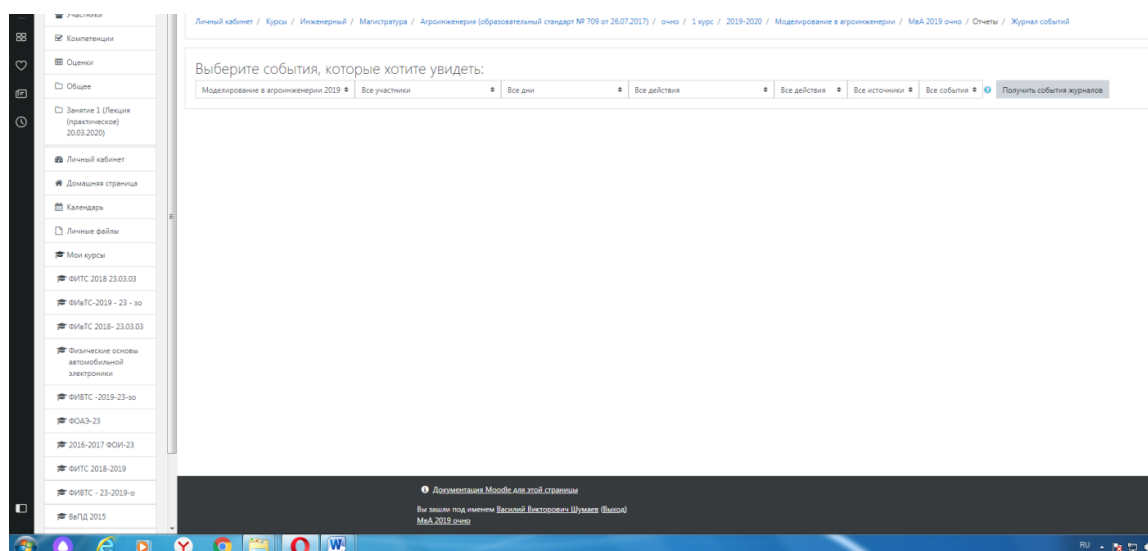 Участники
Компетенции
Оценки
Общее
Занятие 1 (Лекция
(практическое)
20.03.2020)
Личный кабинет
Домашняя страница
Календарь
Личные файлы
Мои курсы
ФИТС 2018 23.03.03
ФИвТС-2019 - 23 - зо
ФИвТС 2018- 23.03.03
Физические основы
автомобильной
электроники
ФИВТС -2019-23-зо
ФОАЭ-23
2016-2017 ФОИ-23
ФИТС 2018-2019
ФИВТС - 23-2019-о
ВвПД 2015
Личный кабинет / Курсы / Инженерный / Магистратура / Агроинженерия (образовательный стандарт № 709 от 26.07.2017) / очно / 1 курс / 2019-2020 / Моделирование в агроинженерии / МвА 2019 очно / Отчеты / Журнал событий
Выберите события, которые хотите увидеть:
Моделирование в агроинженерии 2019 Все участники Все дни Все действия Все действия Все источники Все события Получить события журналов
Документация Moodle для этой страницы
Вы зашли под именем Василий Викторович Шумаев (Выход)
МвА 2019 очно
RU